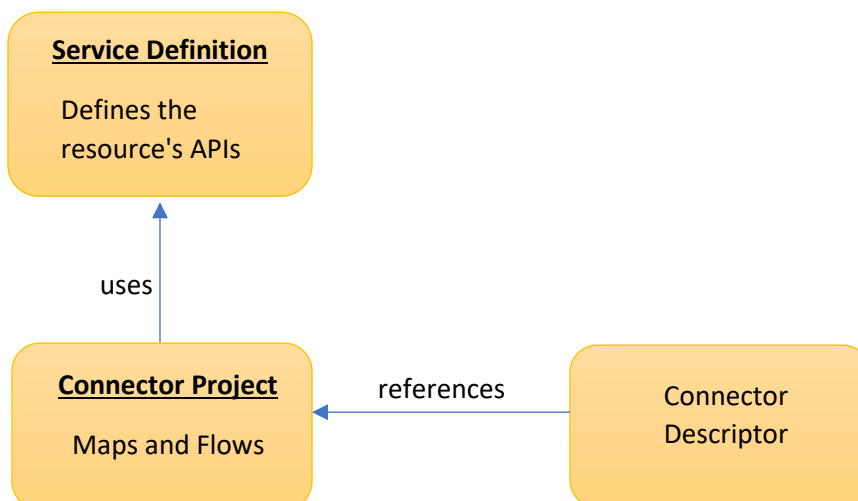 Service Definition
Defines the
resource's APIs
uses
Connector Project
Maps and Flows
references
Connector
Descriptor